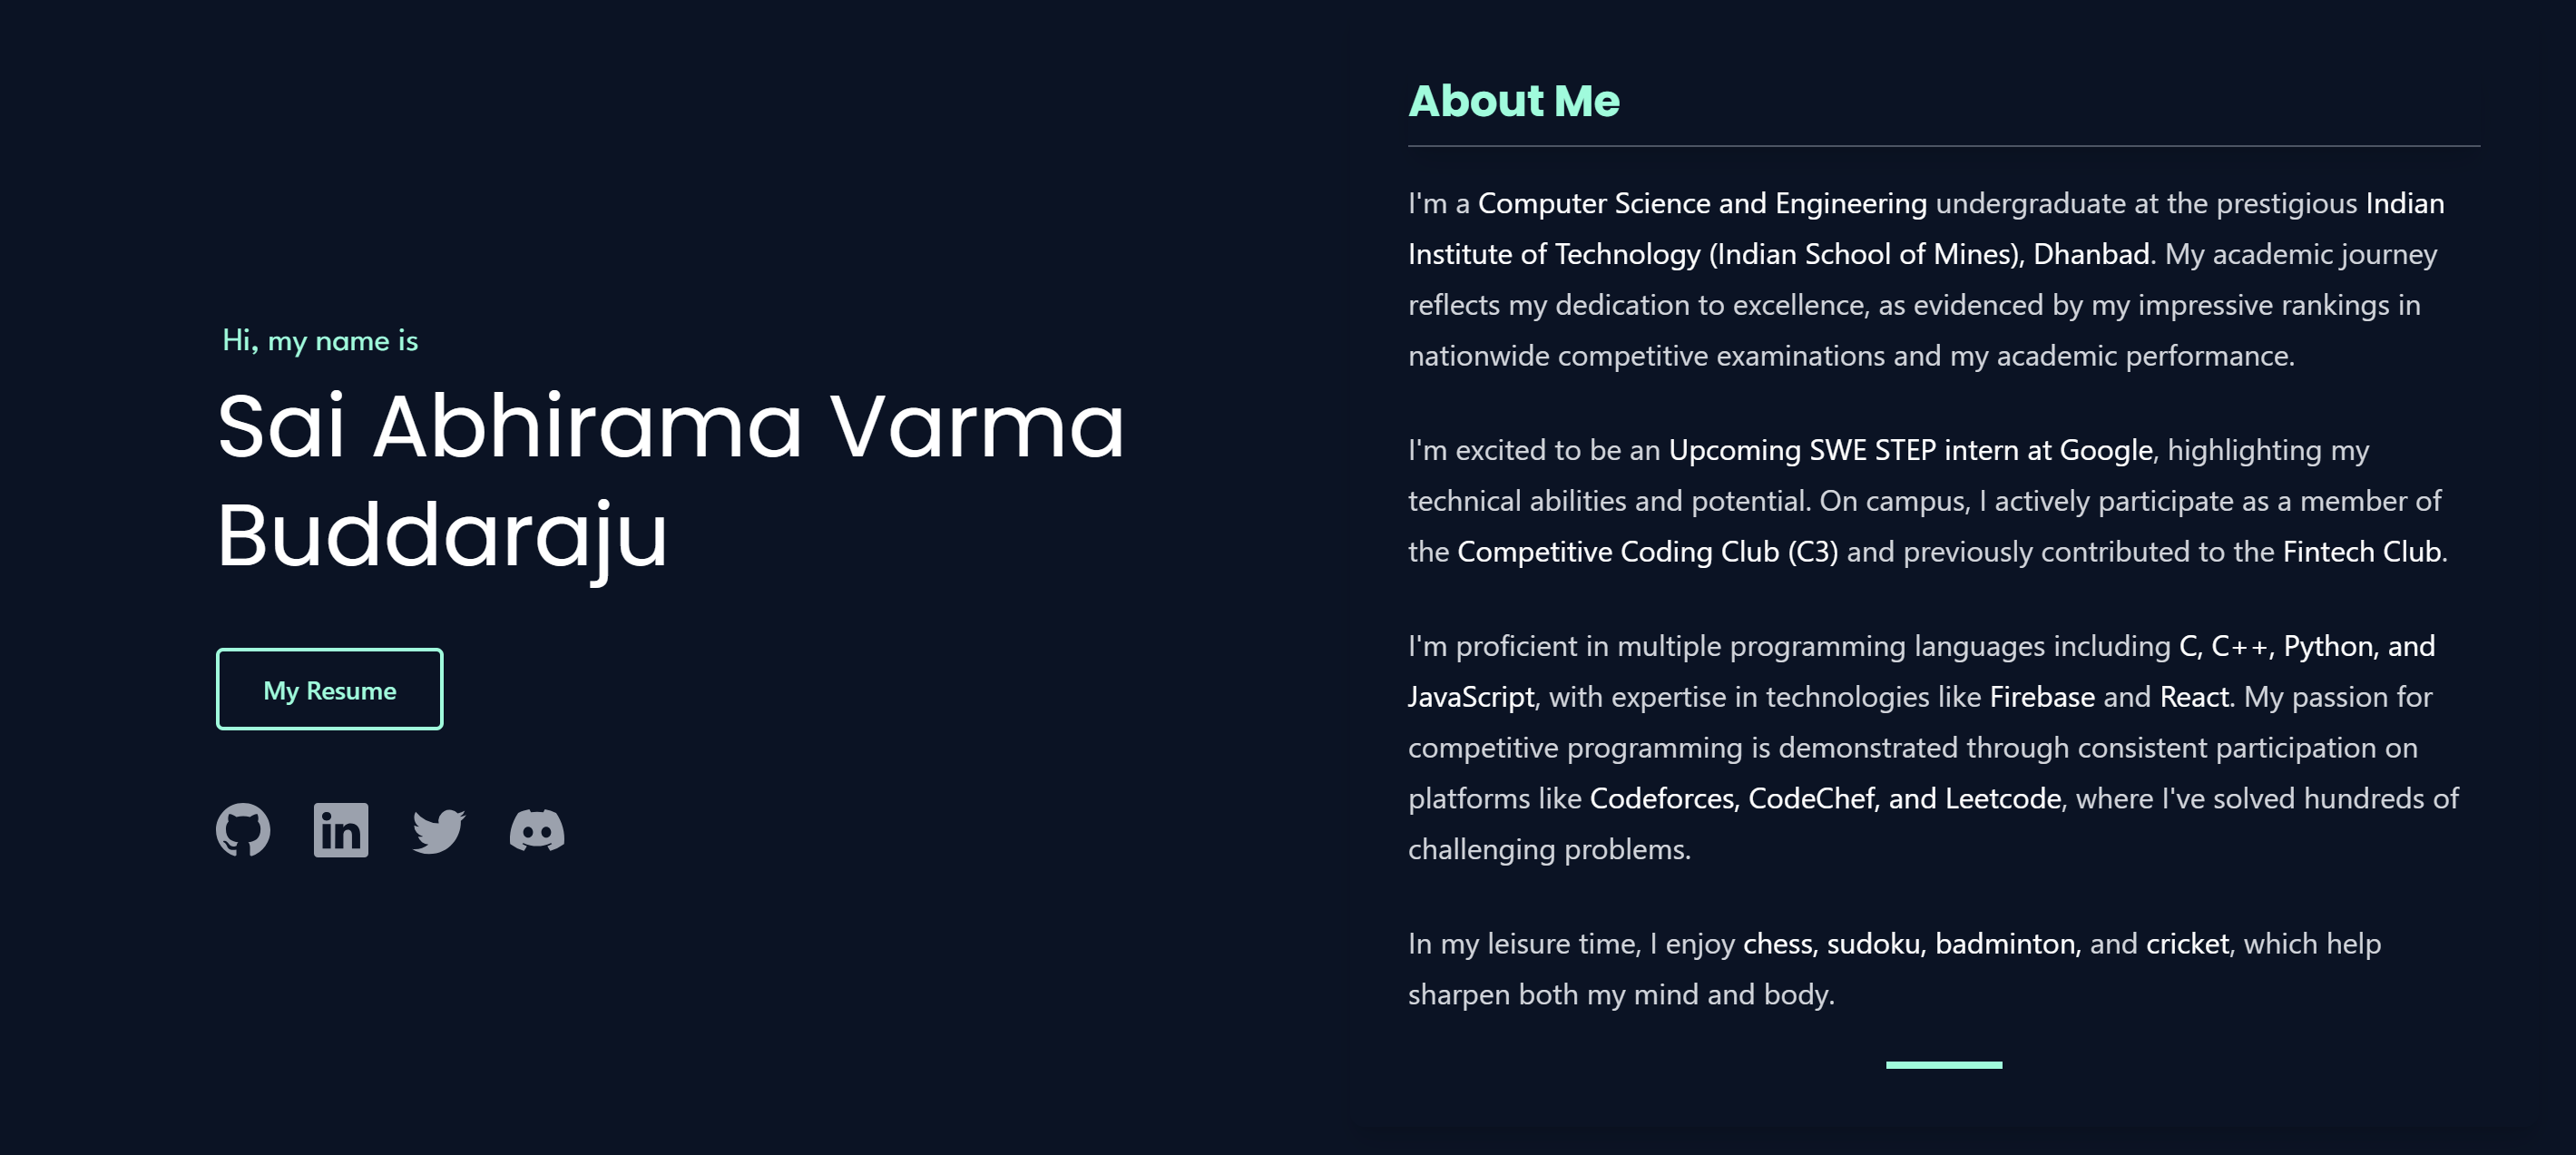 Hi, my name is
Sai Abhirama Varma
Buddaraju
My Resume
About Me
I'm a Computer Science and Engineering undergraduate at the prestigious Indian
Institute of Technology (Indian School of Mines), Dhanbad. My academic journey
reflects my dedication to excellence, as evidenced by my impressive rankings in
nationwide competitive examinations and my academic performance.
I'm excited to be an Upcoming SWE STEP intern at Google, highlighting my
technical abilities and potential. On campus, I actively participate as a member of
the Competitive Coding Club (C3) and previously contributed to the Fintech Club.
I'm proficient in multiple programming languages including C, C++, Python, and
JavaScript, with expertise in technologies like Firebase and React. My passion for
competitive programming is demonstrated through consistent participation on
platforms like Codeforces, CodeChef, and Leetcode, where I've solved hundreds of
challenging problems.
In my leisure time, I enjoy chess, sudoku, badminton, and cricket, which help
sharpen both my mind and body.